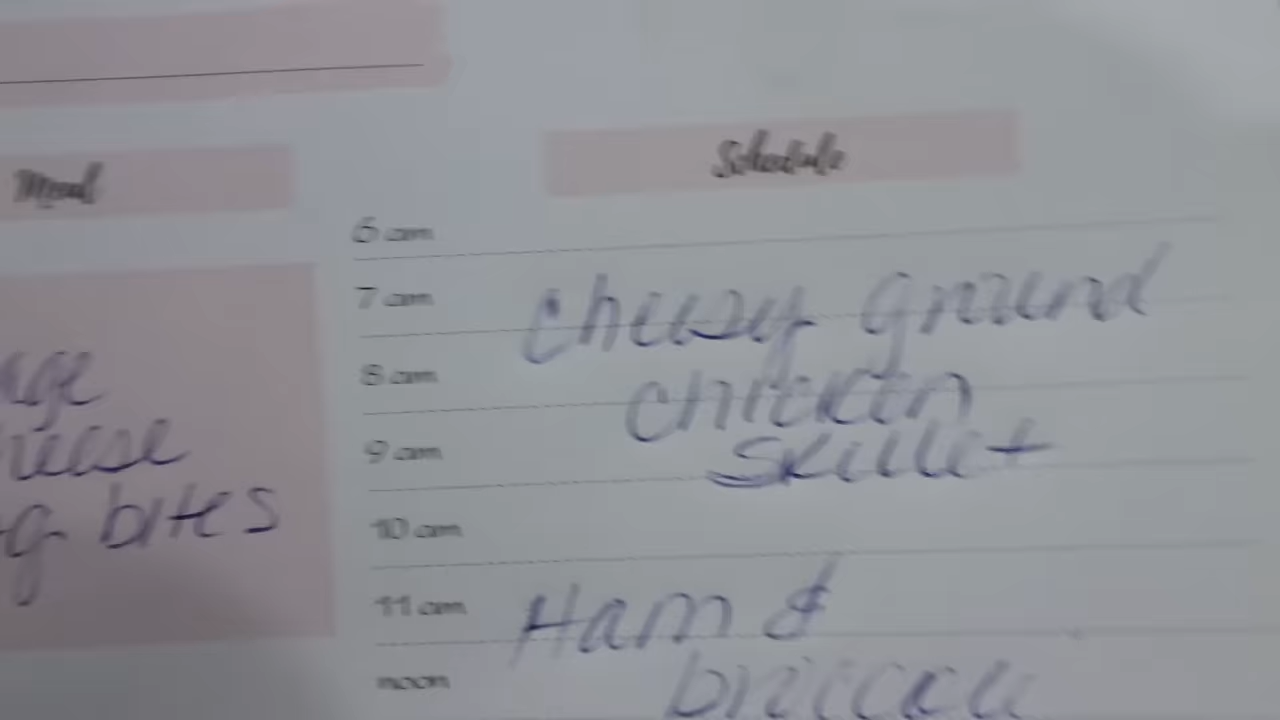 Meal
Schedule
6 am
7 am
cheesy ground
8 am
chicken
skillet
9 am
bites
10 am
11 am
Ham &
noon
broccoli